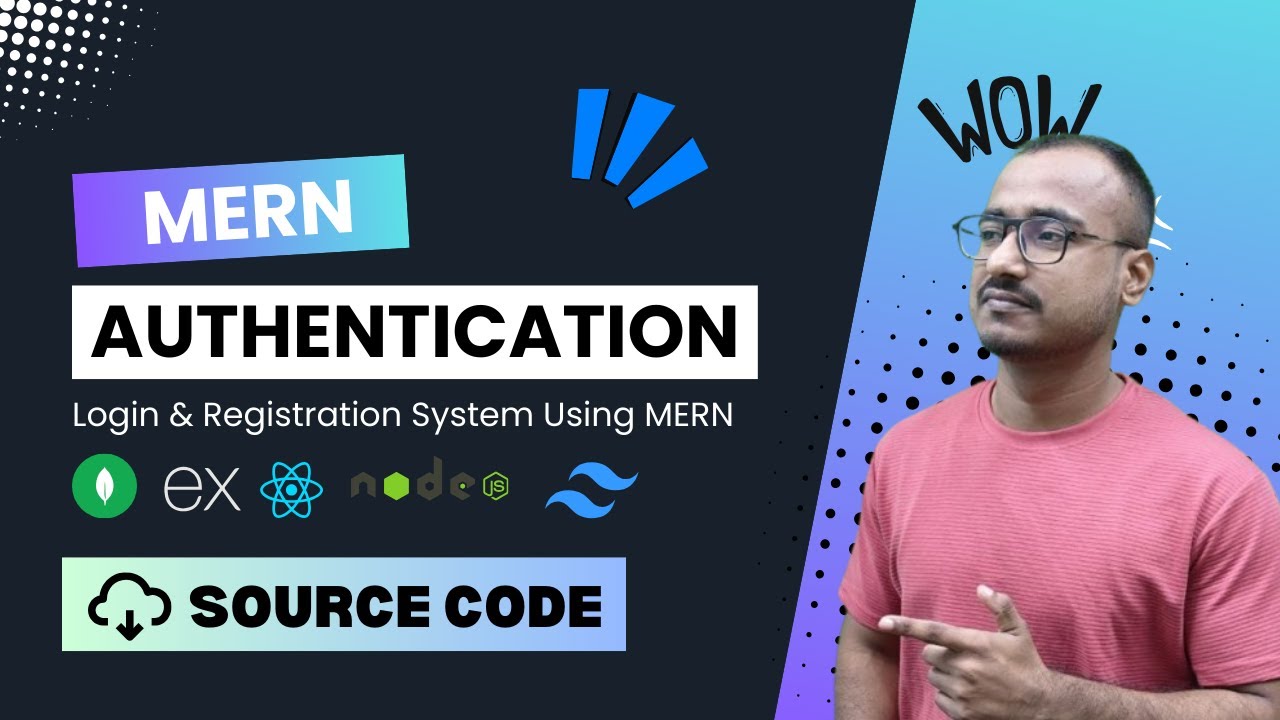 WOW
MERN
AUTHENTICATION
Login & Registration System Using MERN
ex
node
JS
SOURCE CODE